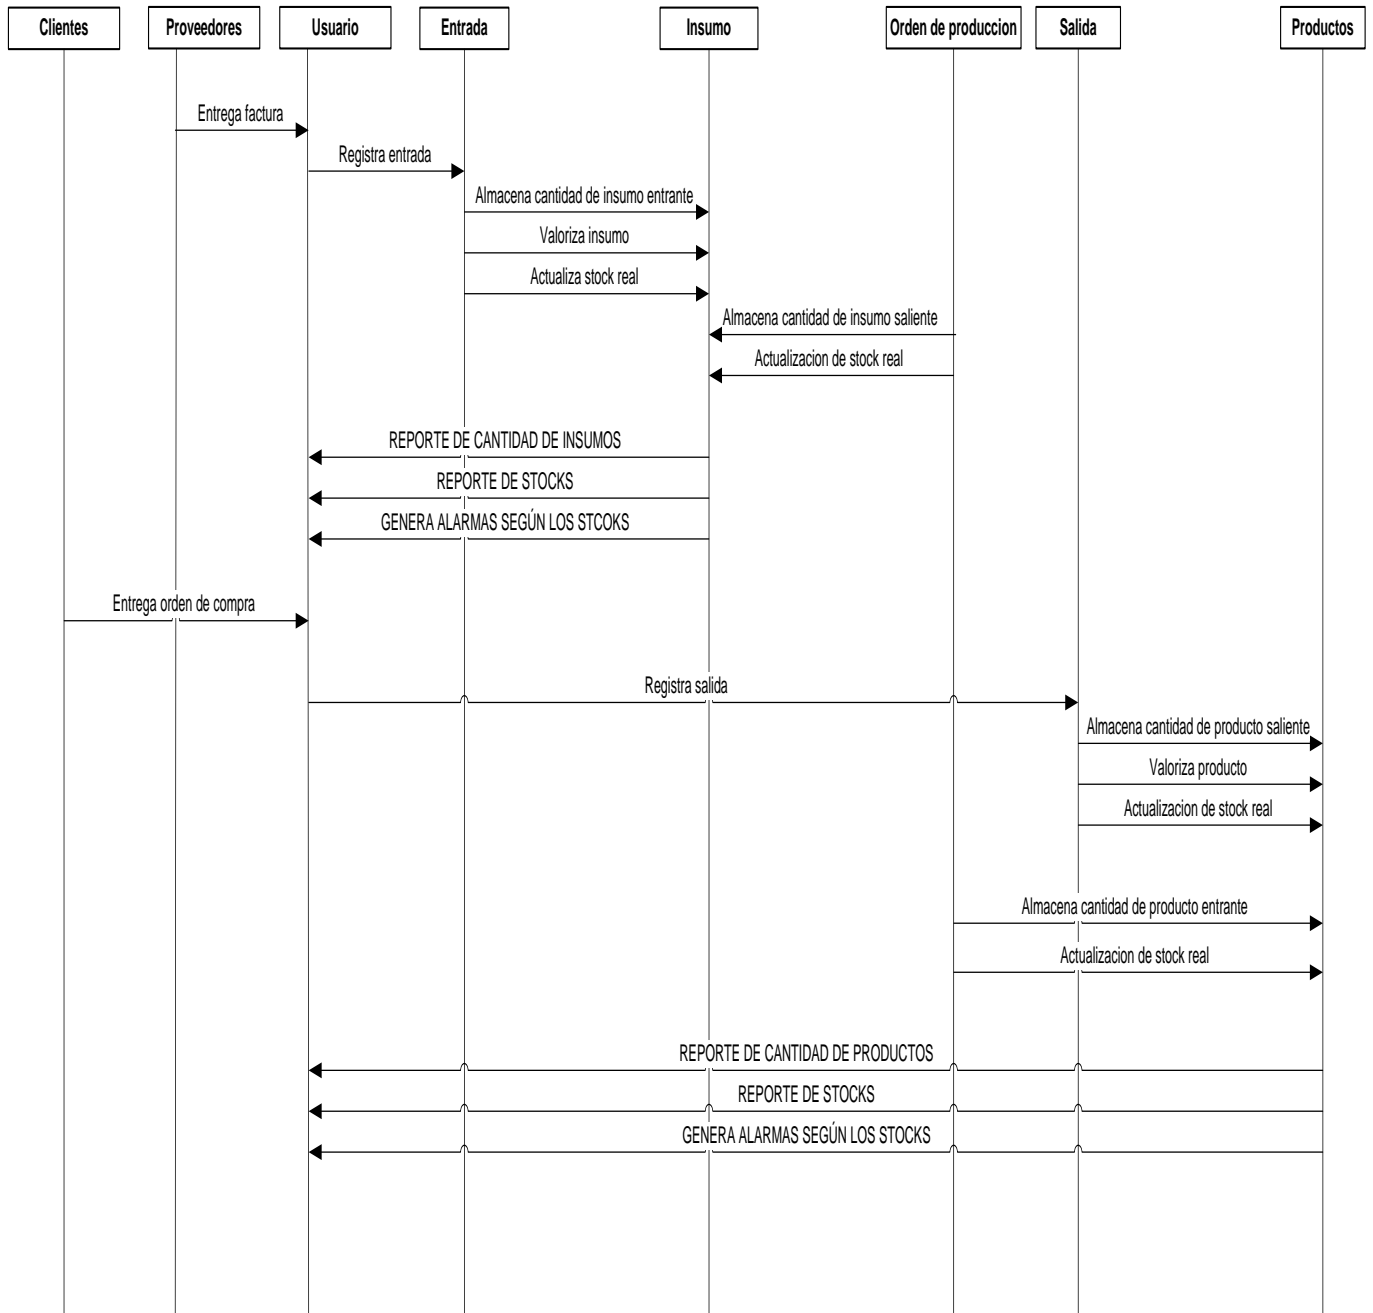 Clientes
Proveedores
Usuario
Entrada
Insumo
Orden de produccion
Salida
Productos
Entrega factura
Registra entrada
Almacena cantidad de insumo entrante
Valoriza insumo
Actualiza stock real
Almacena cantidad de insumo saliente
Actualizacion de stock real
REPORTE DE CANTIDAD DE INSUMOS
REPORTE DE STOCKS
GENERA ALARMAS SEGÚN LOS STCOKS
Entrega orden de compra
Registra salida
Almacena cantidad de producto saliente
Valoriza producto
Actualizacion de stock real
Almacena cantidad de producto entrante
Actualizacion de stock real
REPORTE DE CANTIDAD DE PRODUCTOS
REPORTE DE STOCKS
GENERA ALARMAS SEGÚN LOS STOCKS